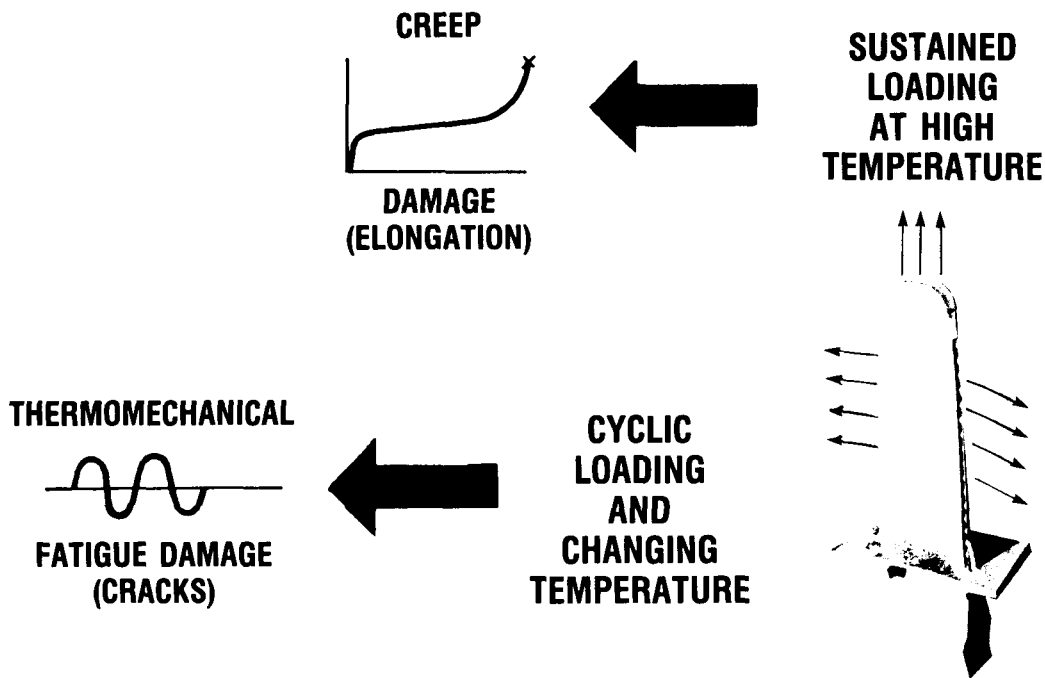 CREEP
DAMAGE
(ELONGATION)
SUSTAINED
LOADING
AT HIGH
TEMPERATURE
THERMOMECHANICAL
FATIGUE DAMAGE
(CRACKS)
CYCLIC
LOADING
AND
CHANGING
TEMPERATURE